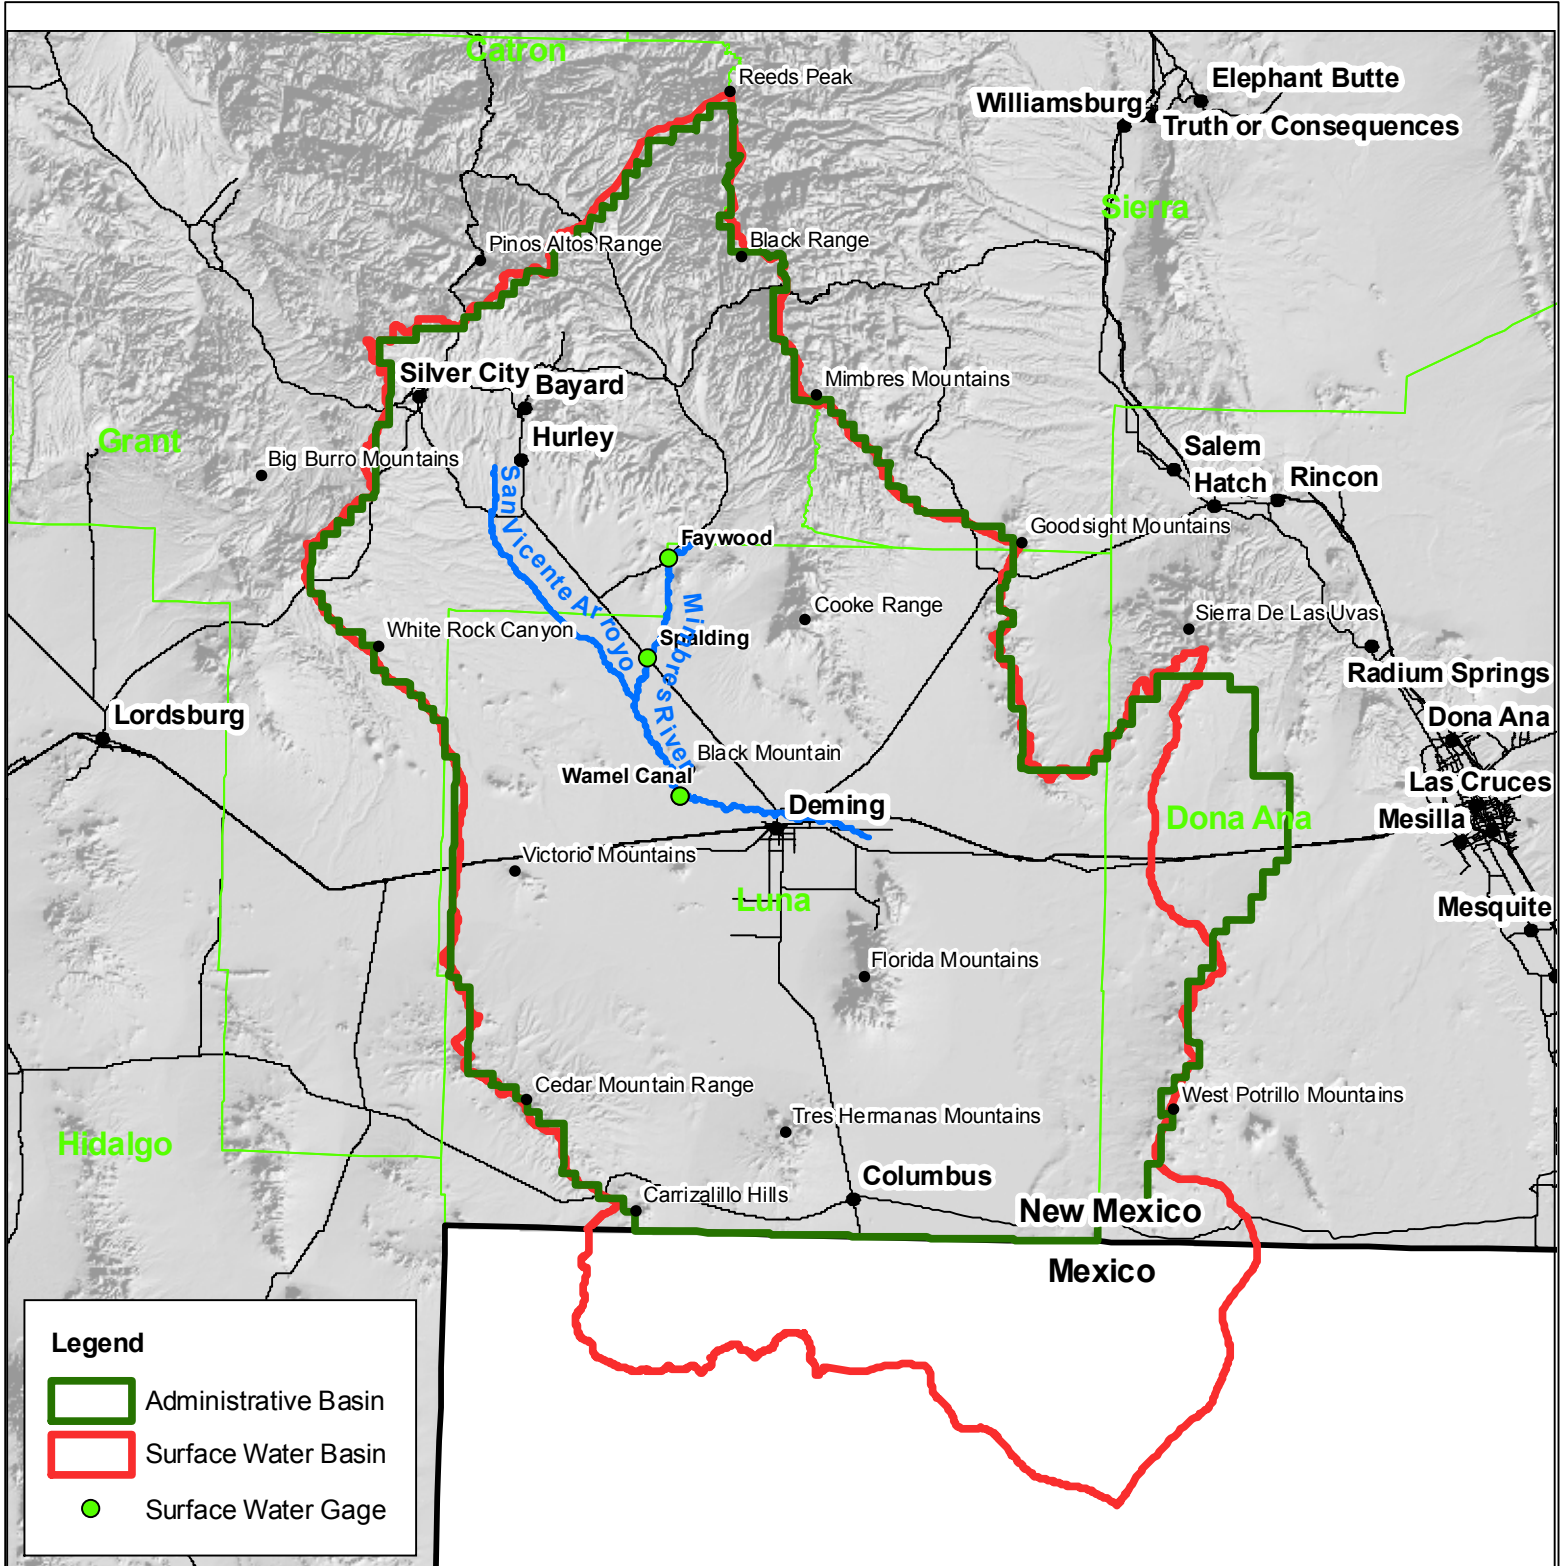 Catron
Reeds Peak
Elephant Butte
Williamsburg
Truth or Consequences
Sierra
Pinos Altos Range
Black Range
Silver City
Bayard
Mimbres Mountains
Grant
Hurley
Big Burro Mountains
Salem
Hatch
Rincon
San Vicente Arroyo
Faywood
Goodsight Mountains
Mimbres River
Cooke Range
Sierra De Las Uvas
White Rock Canyon
Spalding
Radium Springs
Lordsburg
Dona Ana
Black Mountain
Wamel Canal
Las Cruces
Deming
Dona Ana
Mesilla
Victorio Mountains
Luna
Mesquite
Florida Mountains
Cedar Mountain Range
West Potrillo Mountains
Tres Hermanas Mountains
Hidalgo
Columbus
Carrizalillo Hills
New Mexico
Mexico
Legend
Administrative Basin
Surface Water Basin
Surface Water Gage